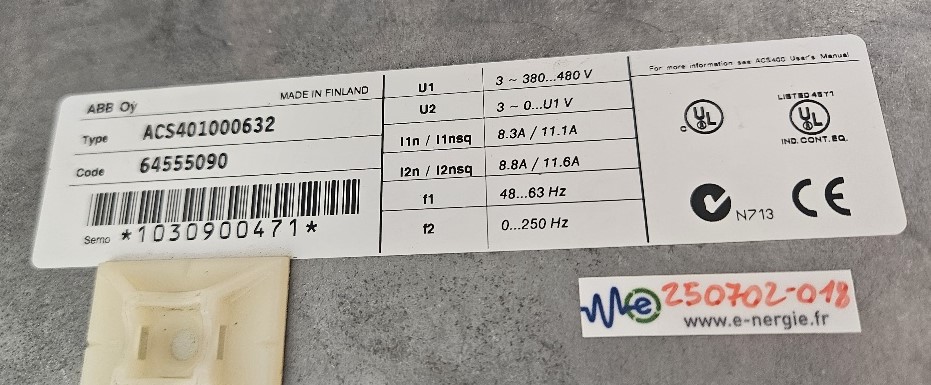 ABB Oy
MADE IN FINLAND
Type ACS401000632
Code 64555090
Serno *1030900471*
U1 3 ~ 380...480 V
U2 3 ~ 0...U1 V
I1n / I1nsq 8.3A / 11.1A
I2n / I2nsq 8.8A / 11.6A
f1 48...63 Hz
f2 0...250 Hz
For more information see ACS400 User's Manual
c UL
LISTED 45Y1
UL
IND. CONT. EQ.
N713
CE
e 250702-018
www.e-nergie.fr